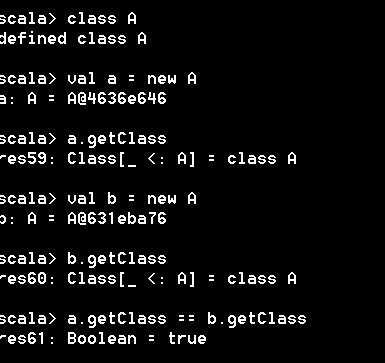 scala> class A
defined class A
scala> val a = new A
a: A = A@4636e646
scala> a.getClass
res59: Class[_ <: A] = class A
scala> val b = new A
b: A = A@631eba76
scala> b.getClass
res60: Class[_ <: A] = class A
scala> a.getClass == b.getClass
res61: Boolean = true